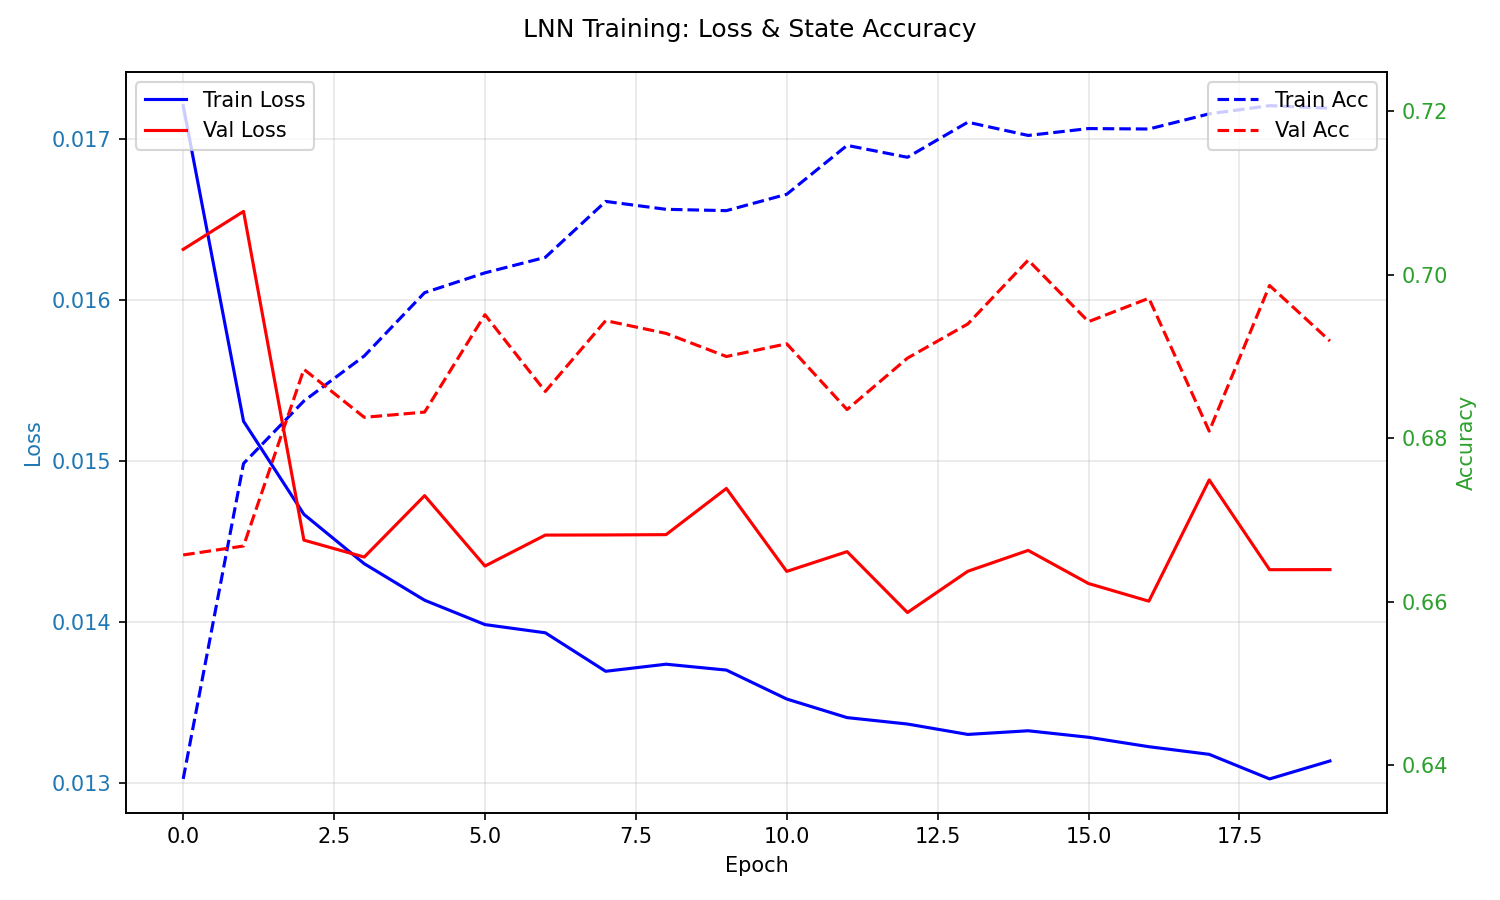 LNN Training: Loss & State Accuracy
Train Loss
Val Loss
Train Acc
Val Acc
0.017
0.016
0.015
0.014
0.013
Loss
0.72
0.70
0.68
0.66
0.64
Accuracy
0.0 2.5 5.0 7.5 10.0 12.5 15.0 17.5
Epoch